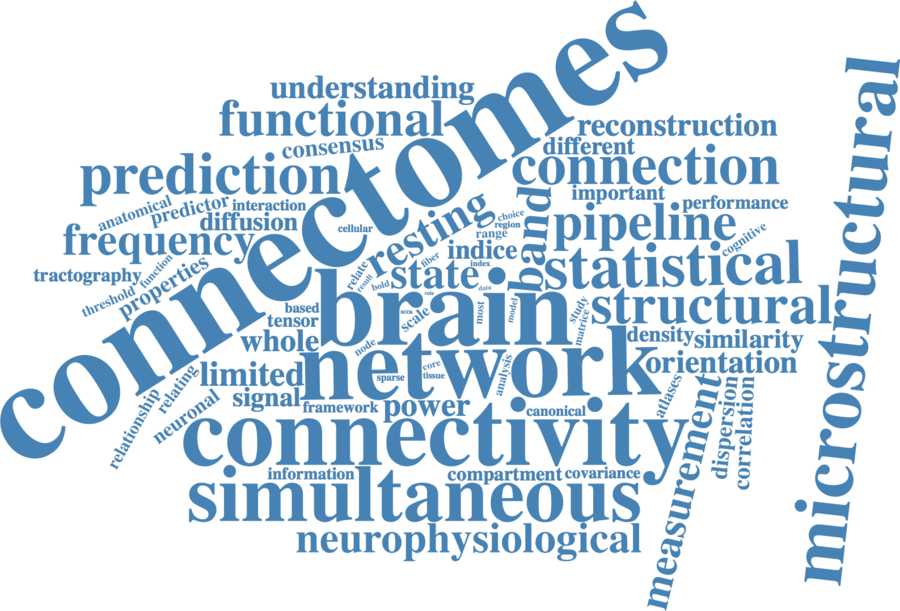 connectomes
microstructural
understanding
functional
consensus
reconstruction
different
prediction
connection
important
performance
anatomical
predictor
interaction
diffusion
cellular
resting
choice
region
range
band
pipeline
cognitive
frequency
indice
index
fiber
tractography
function
properties
threshold
relate
result
bold
state
data
role
statistical
structural
brain
based
tensor
scale
most
model
study
matrice
whole
node
network
density
similarity
orientation
limited
sparse
core
tissue
analysis
relationship
relating
neuronal
signal
framework
power
canonical
atlases
measurement
dispersion
correlation
connectivity
information
compartment
covariance
simultaneous
neurophysiological